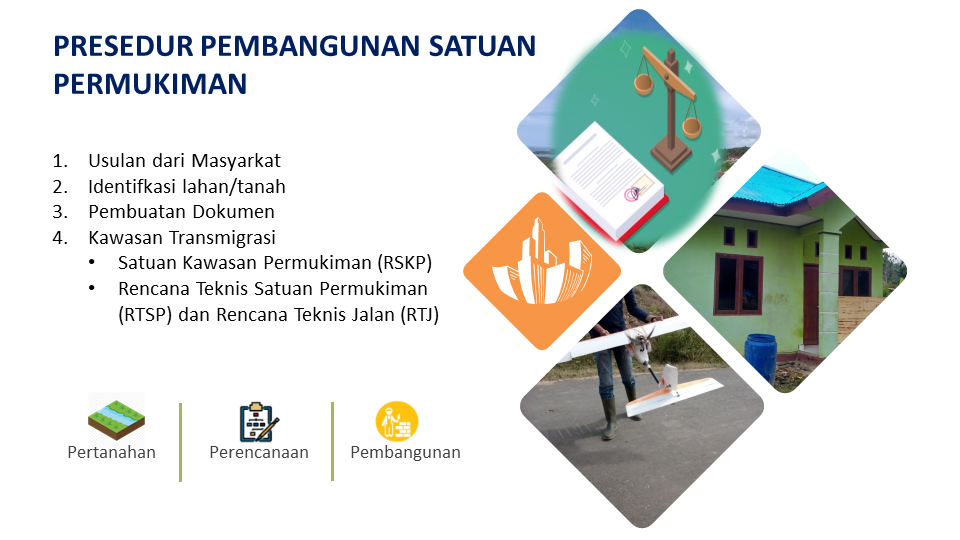 PRESEDUR PEMBANGUNAN SATUAN
PERMUKIMAN
1. Usulan dari Masyarkat
2. Identifkasi lahan/tanah
3. Pembuatan Dokumen
4. Kawasan Transmigrasi
• Satuan Kawasan Permukiman (RSKP)
• Rencana Teknis Satuan Permukiman
(RTSP) dan Rencana Teknis Jalan (RTJ)
Pertanahan
Perencanaan
Pembangunan